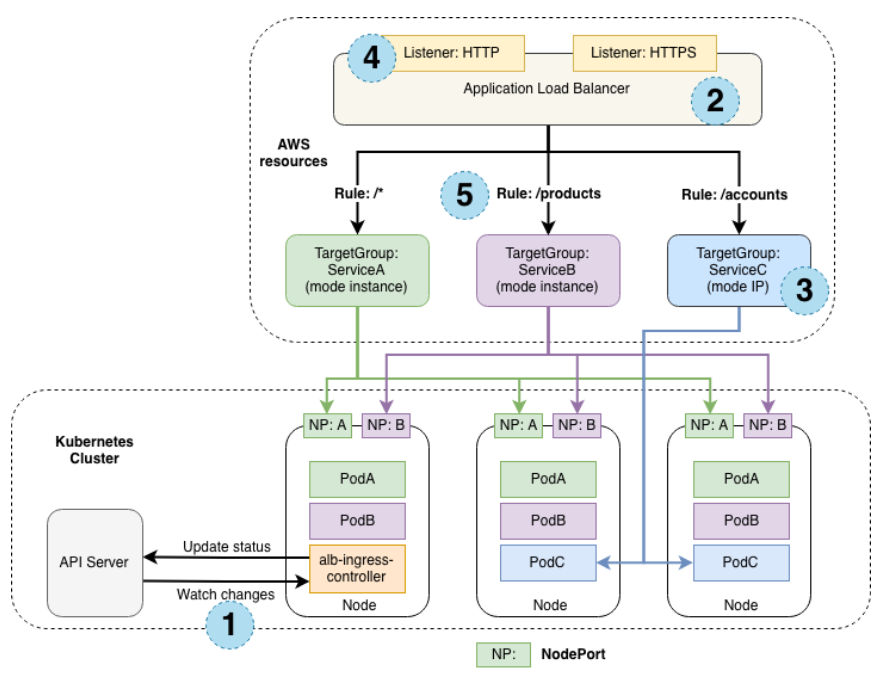 4
Listener: HTTP
Listener: HTTPS
Application Load Balancer
2
AWS
resources
Rule: /*
5
Rule: /products
Rule: /accounts
TargetGroup:
ServiceA
(mode instance)
TargetGroup:
ServiceB
(mode instance)
TargetGroup:
ServiceC
(mode IP)
3
Kubernetes
Cluster
NP: A
NP: B
NP: A
NP: B
NP: A
NP: B
PodA
PodB
alb-ingress-
controller
Node
PodA
PodB
PodC
Node
PodA
PodB
PodC
Node
API Server
Update status
Watch changes
1
NP:
NodePort